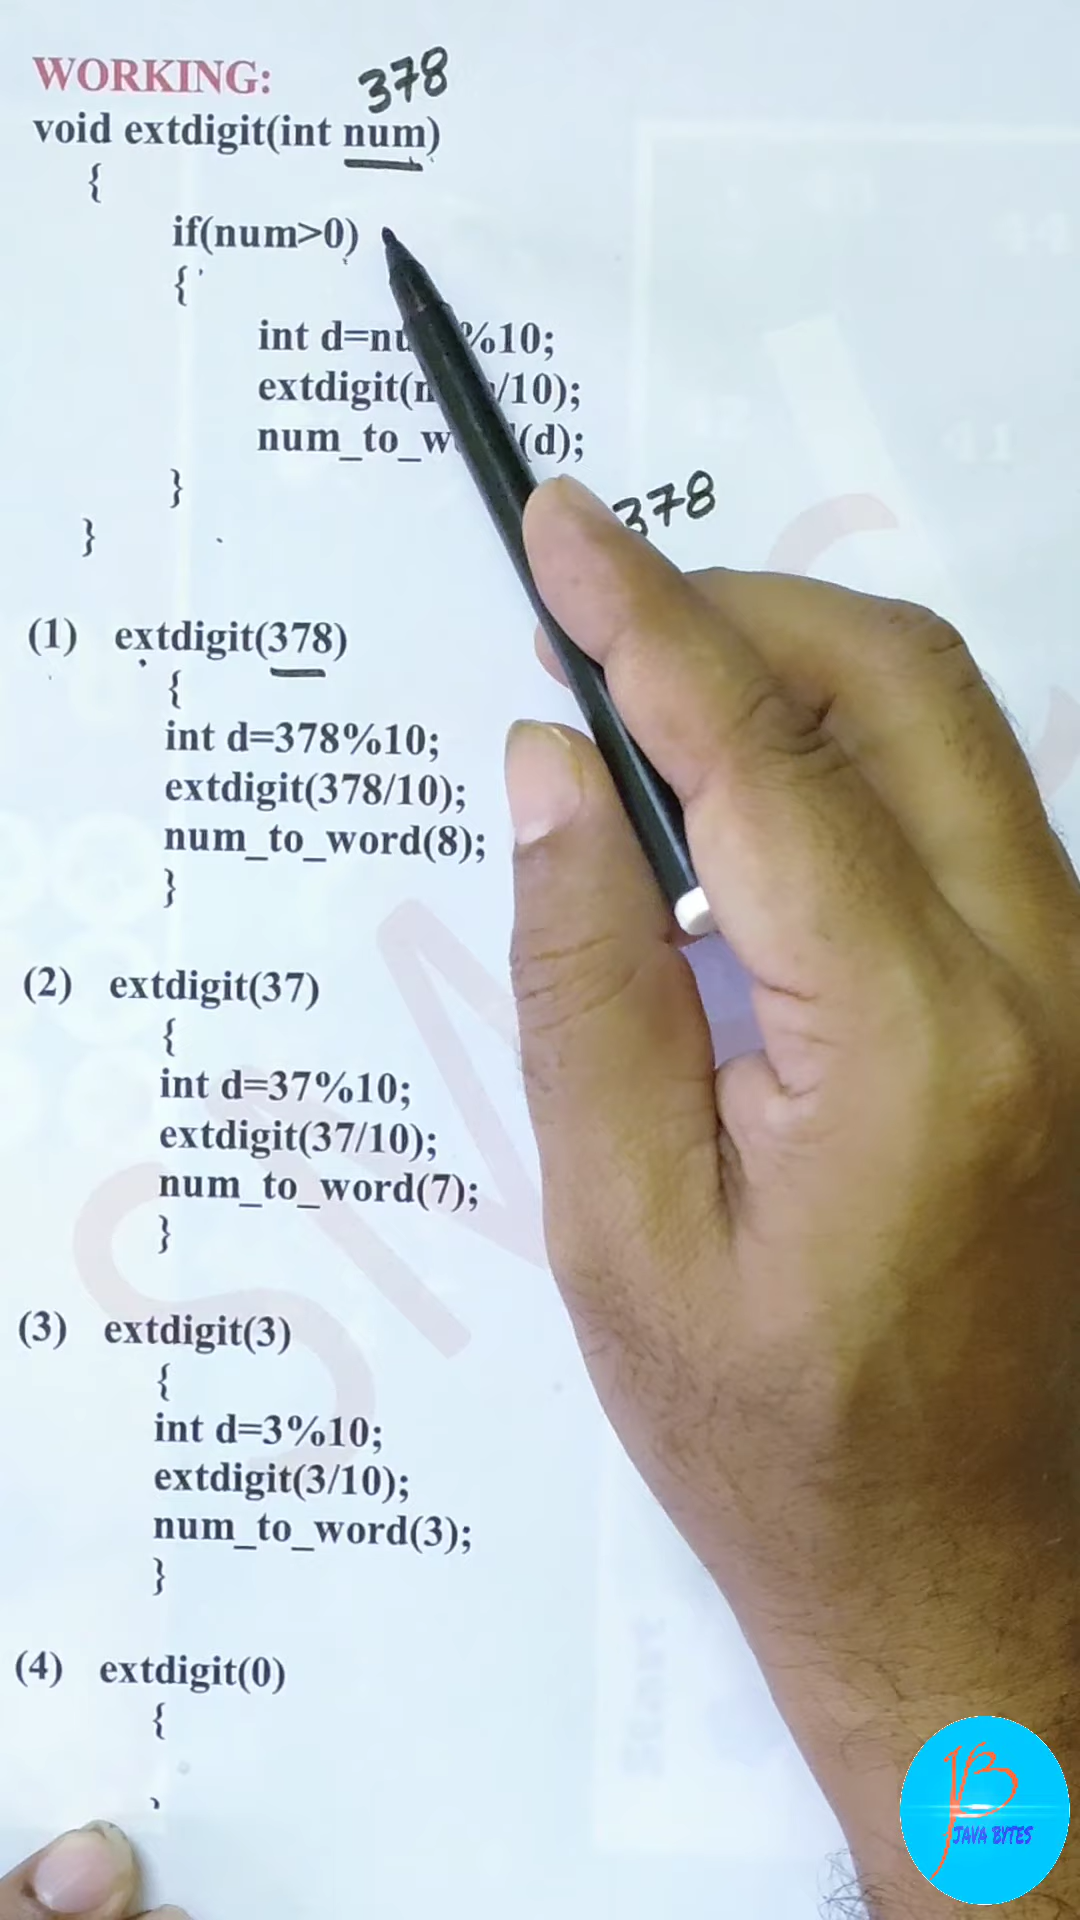 WORKING:
378
void extdigit(int num)
{
if(num>0)
{
int d=nu %10;
extdigit( /10);
num_to_w (d);
}
378
}
(1) extdigit(378)
{
int d=378%10;
extdigit(378/10);
num_to_word(8);
}
(2) extdigit(37)
{
int d=37%10;
extdigit(37/10);
num_to_word(7);
}
(3) extdigit(3)
{
int d=3%10;
extdigit(3/10);
num_to_word(3);
}
(4) extdigit(0)
{
JB
JAVA BYTES